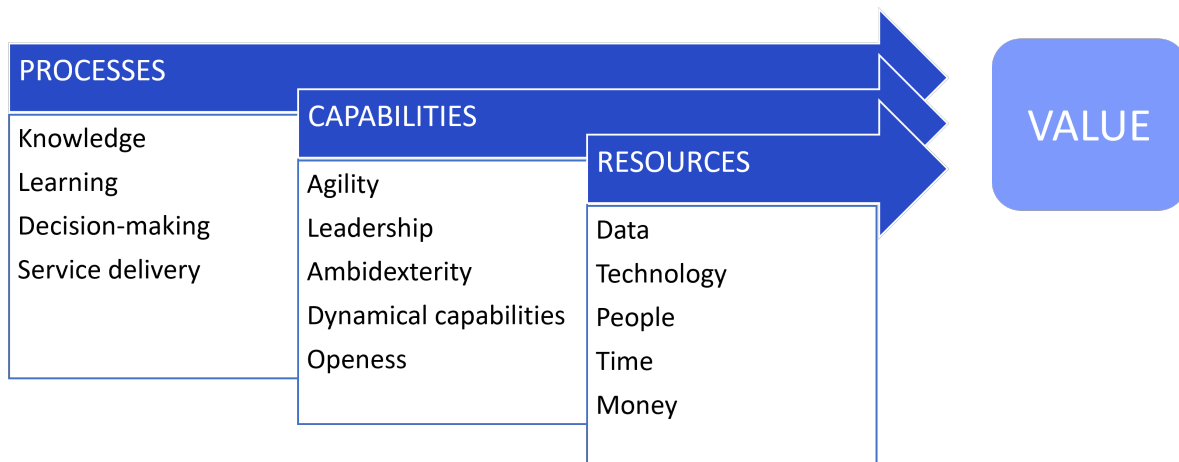 PROCESSES
Knowledge
Learning
Decision-making
Service delivery
CAPABILITIES
Agility
Leadership
Ambidexterity
Dynamical capabilities
Openess
RESOURCES
Data
Technology
People
Time
Money
VALUE